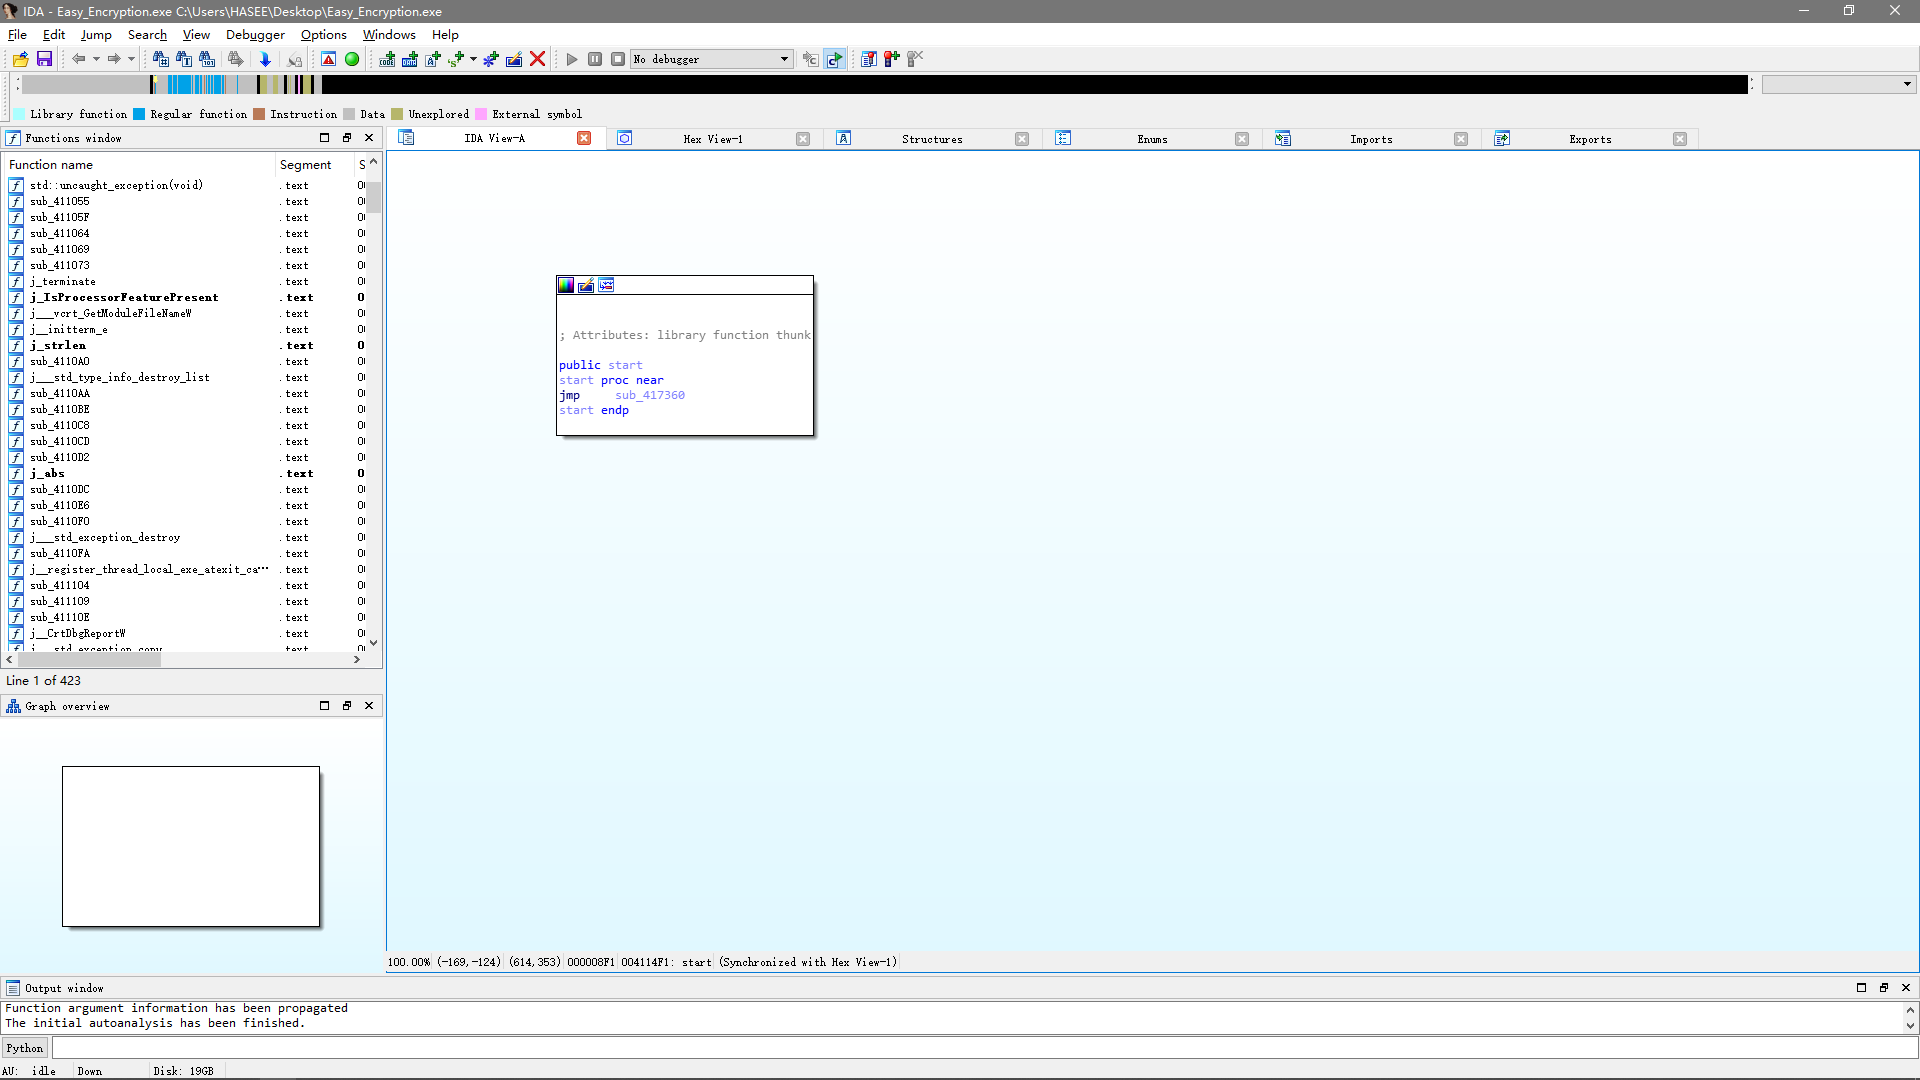 IDA - Easy_Encryption.exe C:\Users\HASEE\Desktop\Easy_Encryption.exe
File Edit Jump Search View Debugger Options Windows Help
No debugger
Library function Regular function Instruction Data Unexplored External symbol
Functions window
IDA View-A
Hex View-1
Structures
Enums
Imports
Exports
Function name Segment S
std::uncaught_exception(void) .text 0
sub_411055 .text 0
sub_41105F .text 0
sub_411064 .text 0
sub_411069 .text 0
sub_411073 .text 0
j_terminate .text 0
j_IsProcessorFeaturePresent .text 0
j___vcrt_GetModuleFileNameW .text 0
j__initterm_e .text 0
j_strlen .text 0
sub_4110A0 .text 0
j___std_type_info_destroy_list .text 0
sub_4110AA .text 0
sub_4110BE .text 0
sub_4110C8 .text 0
sub_4110CD .text 0
sub_4110D2 .text 0
j_abs .text 0
sub_4110DC .text 0
sub_4110E6 .text 0
sub_4110F0 .text 0
j___std_exception_destroy .text 0
sub_4110FA .text 0
j__register_thread_local_exe_atexit_ca… .text 0
sub_411104 .text 0
sub_411109 .text 0
sub_41110E .text 0
j__CrtDbgReportW .text 0
j___std_exception_copy .text 0
Line 1 of 423
Graph overview
; Attributes: library function thunk
public start
start proc near
jmp sub_417360
start endp
100.00% (-169,-124) (614,353) 000008F1 004114F1: start (Synchronized with Hex View-1)
Output window
Function argument information has been propagated
The initial autoanalysis has been finished.
Python
AU: idle Down Disk: 19GB